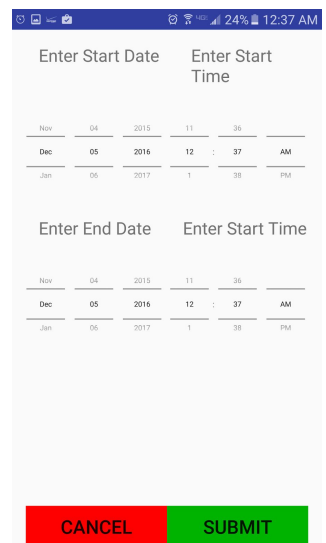 4G 24% 12:37 AM
Enter Start Date Enter Start
Time
Nov 04 2015 11 36
Dec 05 2016 12 : 37 AM
Jan 06 2017 1 38 PM
Enter End Date Enter Start Time
Nov 04 2015 11 36
Dec 05 2016 12 : 37 AM
Jan 06 2017 1 38 PM
CANCEL SUBMIT